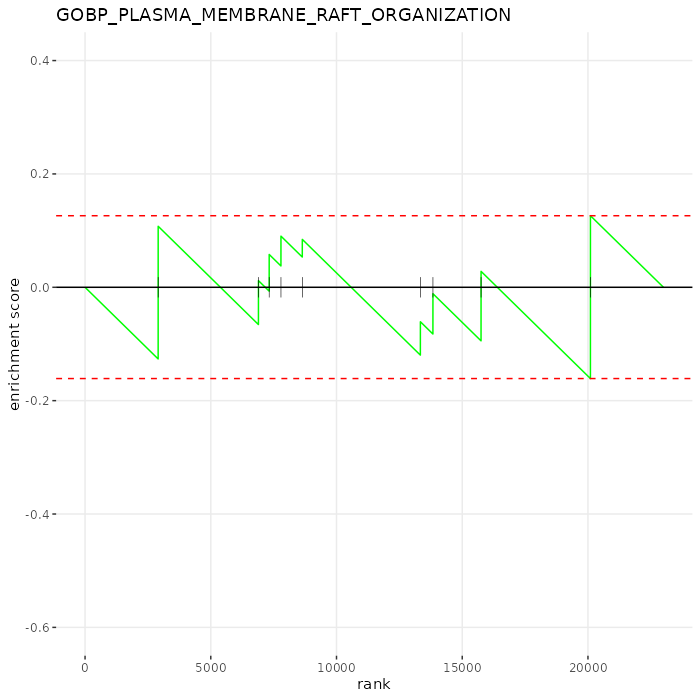 GOBP_PLASMA_MEMBRANE_RAFT_ORGANIZATION
0.4
0.2
0.0
-0.2
-0.4
-0.6
enrichment score
0 5000 10000 15000 20000
rank